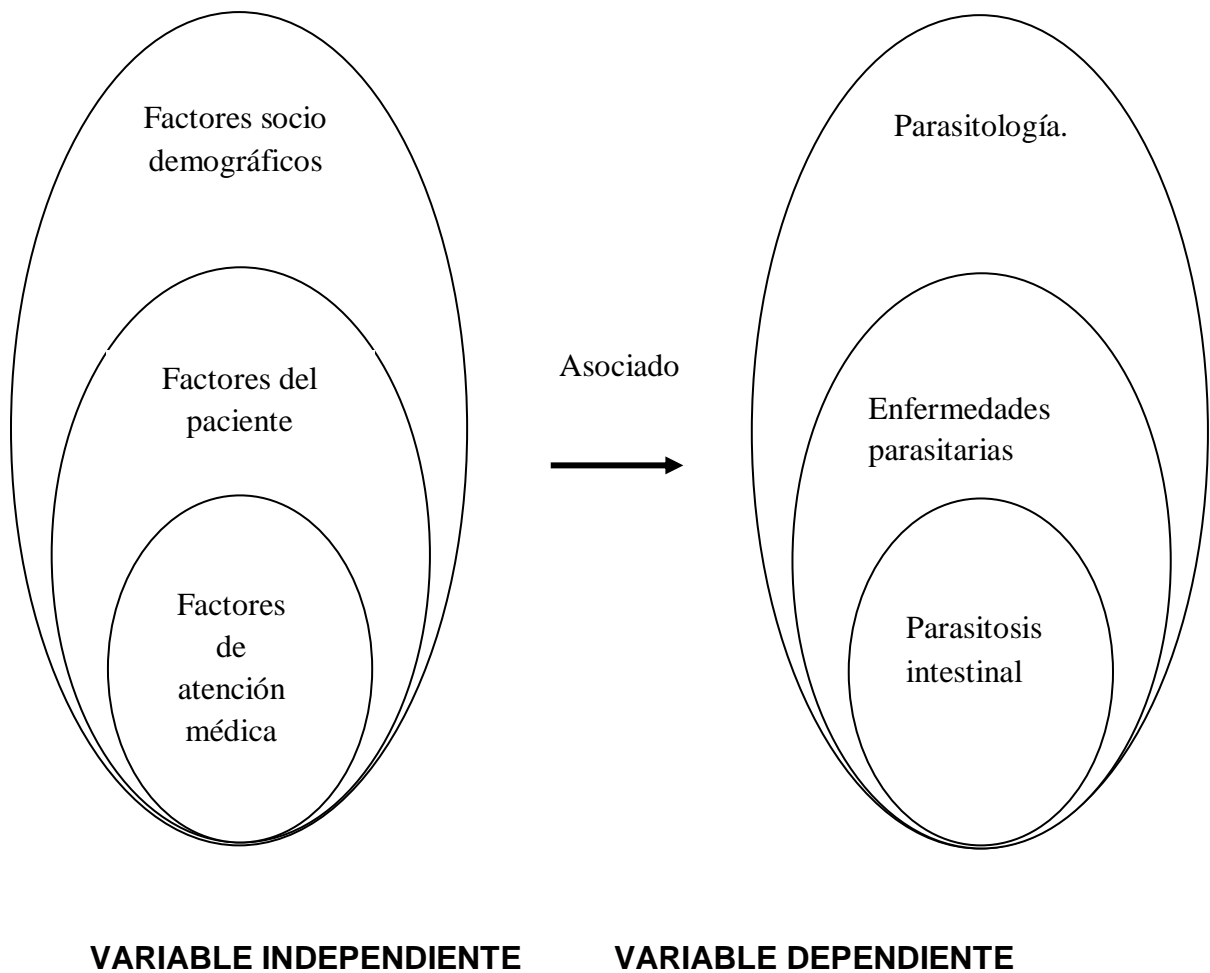 Factores socio
demográficos
Factores del
paciente
Factores
de
atención
médica
Asociado
Parasitología.
Enfermedades
parasitarias
Parasitosis
intestinal
VARIABLE INDEPENDIENTE
VARIABLE DEPENDIENTE